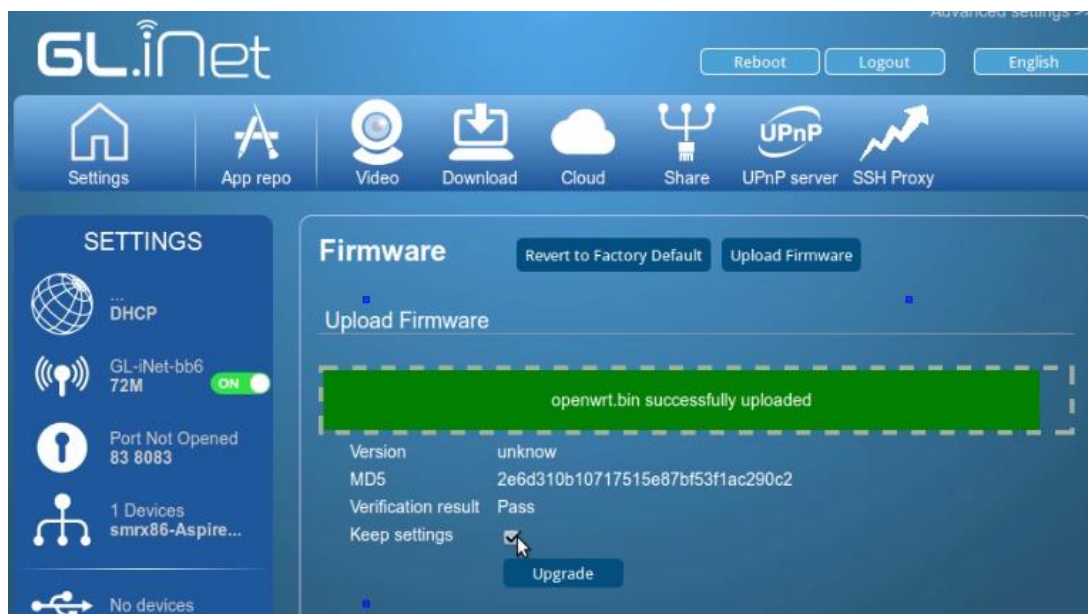 Advanced settings >
GL.iNet
Reboot Logout English
Settings App repo Video Download Cloud Share UPnP server SSH Proxy
UPnP
SETTINGS
...
DHCP
GL-iNet-bb6
72M ON
Port Not Opened
83 8083
1 Devices
smrx86-Aspire...
No devices
Firmware Revert to Factory Default Upload Firmware
Upload Firmware
openwrt.bin successfully uploaded
Version unknow
MD5 2e6d310b10717515e87bf53f1ac290c2
Verification result Pass
Keep settings
Upgrade